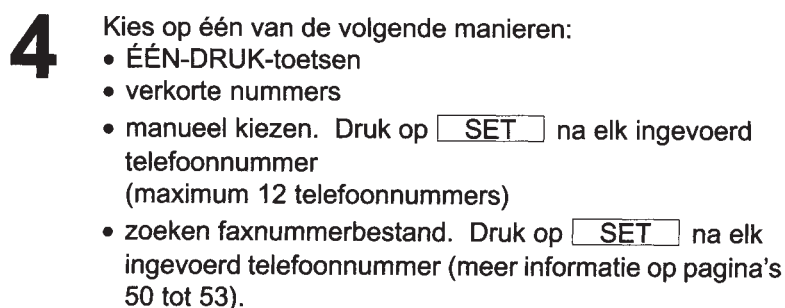 4 Kies op één van de volgende manieren:
• ÉÉN-DRUK-toetsen
• verkorte nummers
• manueel kiezen. Druk op SET na elk ingevoerd
telefoonnummer
(maximum 12 telefoonnummers)
• zoeken faxnummerbestand. Druk op SET na elk
ingevoerd telefoonnummer (meer informatie op pagina's
50 tot 53).